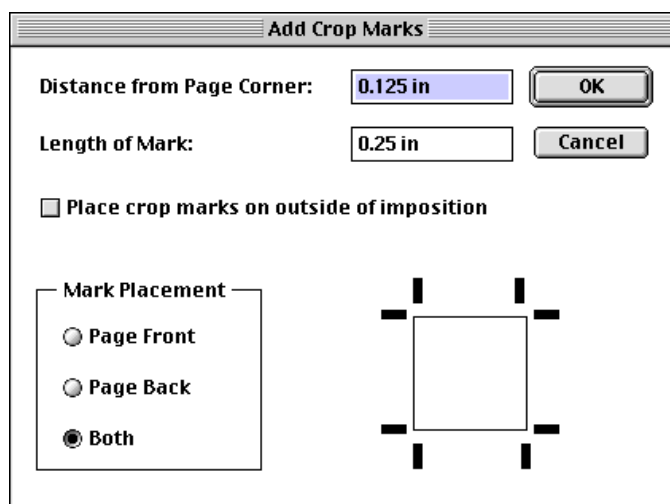 Add Crop Marks
Distance from Page Corner: 0.125 in OK
Length of Mark: 0.25 in Cancel
Place crop marks on outside of imposition
Mark Placement
Page Front
Page Back
Both